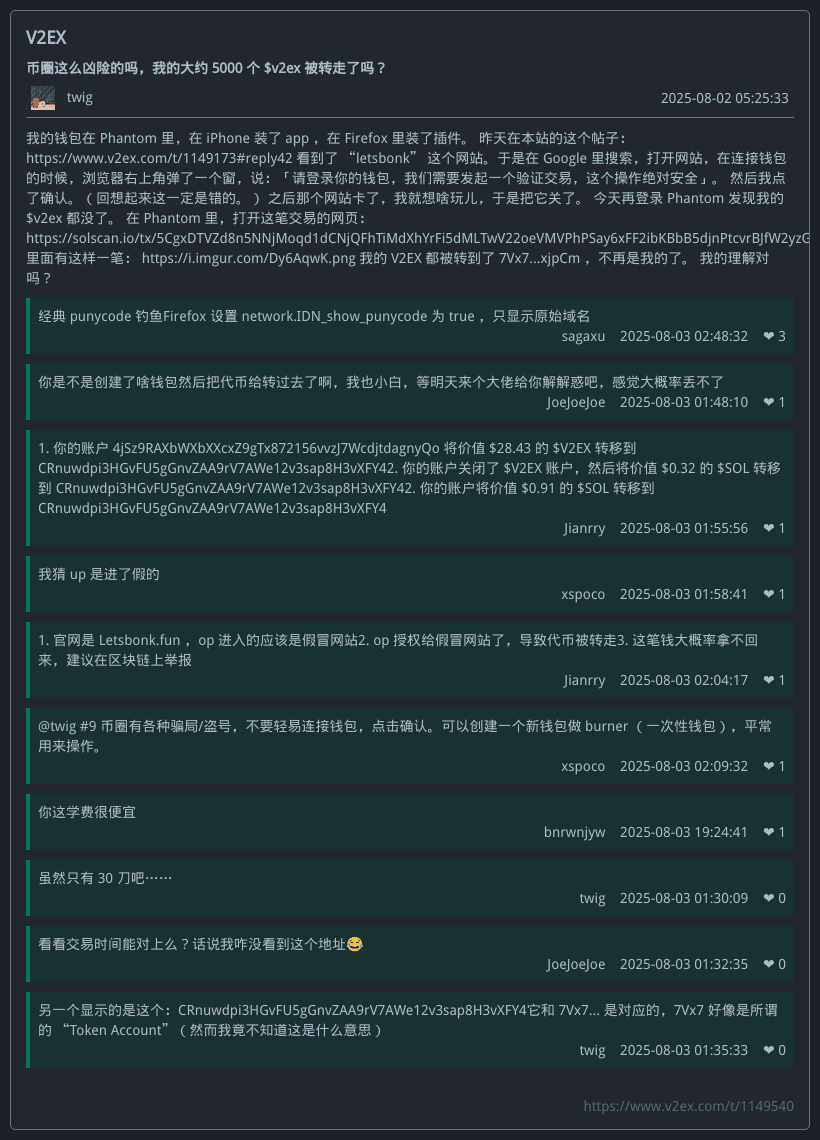 V2EX
币圈这么凶险的吗，我的大约 5000 个 $v2ex 被转走了吗？
twig 2025-08-02 05:25:33
我的钱包在 Phantom 里，在 iPhone 装了 app ，在 Firefox 里装了插件。 昨天在本站的这个帖子：
https://www.v2ex.com/t/1149173#reply42 看到了 “letsbonk” 这个网站。于是在 Google 里搜索，打开网站，在连接钱包
的时候，浏览器右上角弹了一个窗，说：「请登录你的钱包，我们需要发起一个验证交易，这个操作绝对安全」。 然后我点
了确认。（回想起来这一定是错的。） 之后那个网站卡了，我就想啥玩儿，于是把它关了。 今天再登录 Phantom 发现我的
$v2ex 都没了。 在 Phantom 里，打开这笔交易的网页：
https://solscan.io/tx/5CgxDTVZd8n5NNjMoqd1dCNjQFhTiMdXhYrFi5dMLTwV22oeVMVPhPSay6xFF2ibKBbB5djnPtcvrBJfW2yzG
里面有这样一笔： https://i.imgur.com/Dy6AqwK.png 我的 V2EX 都被转到了 7Vx7...xjpCm ，不再是我的了。 我的理解对
吗？
经典 punycode 钓鱼Firefox 设置 network.IDN_show_punycode 为 true ，只显示原始域名
sagaxu 2025-08-03 02:48:32 ❤ 3
你是不是创建了啥钱包然后把代币给转过去了啊，我也小白，等明天来个大佬给你解解惑吧，感觉大概率丢不了
JoeJoeJoe 2025-08-03 01:48:10 ❤ 1
1. 你的账户 4jSz9RAXbWXbXXcxZ9gTx872156vvzJ7WcdjtdagnyQo 将价值 $28.43 的 $V2EX 转移到
CRnuwdpi3HGvFU5gGnvZAA9rV7AWe12v3sap8H3vXFY42. 你的账户关闭了 $V2EX 账户，然后将价值 $0.32 的 $SOL 转移
到 CRnuwdpi3HGvFU5gGnvZAA9rV7AWe12v3sap8H3vXFY42. 你的账户将价值 $0.91 的 $SOL 转移到
CRnuwdpi3HGvFU5gGnvZAA9rV7AWe12v3sap8H3vXFY4
Jianrry 2025-08-03 01:55:56 ❤ 1
我猜 up 是进了假的
xspoco 2025-08-03 01:58:41 ❤ 1
1. 官网是 Letsbonk.fun ，op 进入的应该是假冒网站2. op 授权给假冒网站了，导致代币被转走3. 这笔钱大概率拿不回
来，建议在区块链上举报
Jianrry 2025-08-03 02:04:17 ❤ 1
@twig #9 币圈有各种骗局/盗号，不要轻易连接钱包，点击确认。可以创建一个新钱包做 burner （一次性钱包），平常
用来操作。
xspoco 2025-08-03 02:09:32 ❤ 1
你这学费很便宜
bnrwnjyw 2025-08-03 19:24:41 ❤ 1
虽然只有 30 刀吧……
twig 2025-08-03 01:30:09 ❤ 0
看看交易时间能对上么？话说我咋没看到这个地址😂
JoeJoeJoe 2025-08-03 01:32:35 ❤ 0
另一个显示的是这个：CRnuwdpi3HGvFU5gGnvZAA9rV7AWe12v3sap8H3vXFY4它和 7Vx7... 是对应的，7Vx7 好像是所谓
的 “Token Account”（然而我竟不知道这是什么意思）
twig 2025-08-03 01:35:33 ❤ 0
https://www.v2ex.com/t/1149540